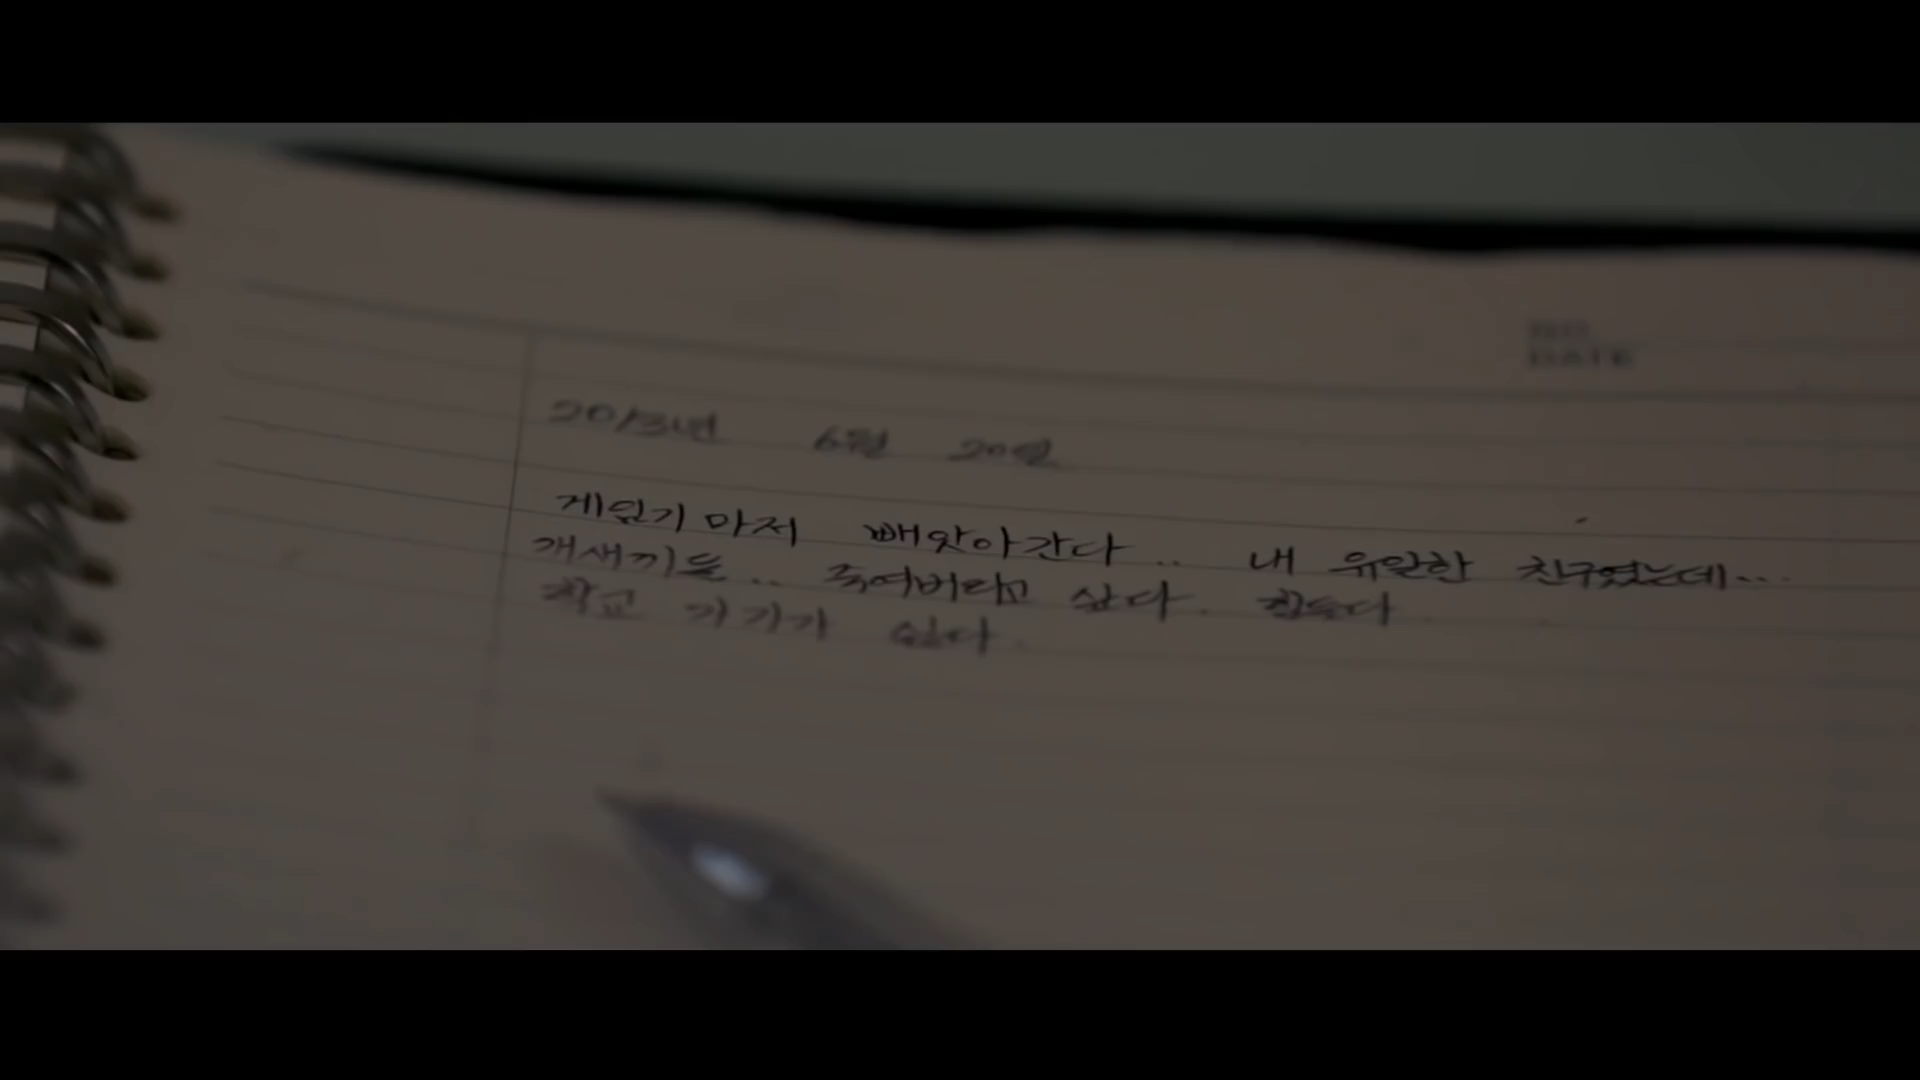 NO.
DATE
2013년 6월 20일
게임기 마저 빼앗아간다.. 내 유일한 친구였는데...
개새끼들.. 죽여버리고 싶다. 힘들다.
학교 가기가 싫다.